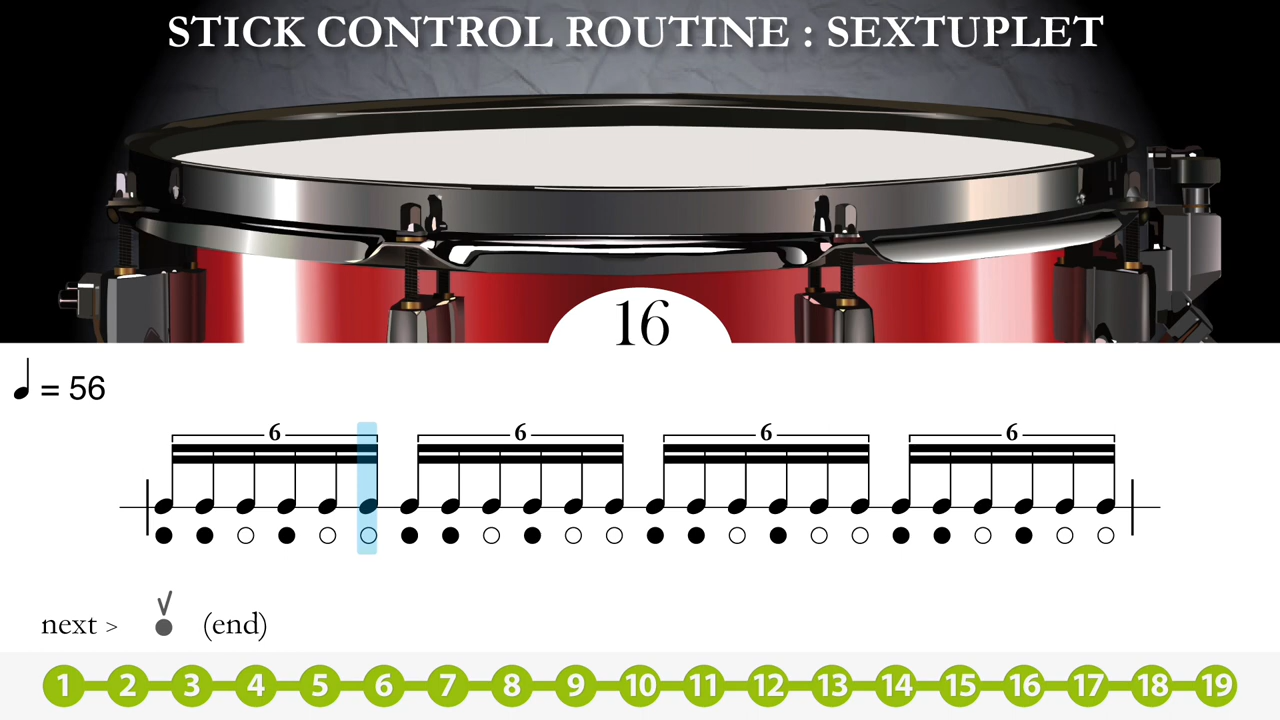 STICK CONTROL ROUTINE : SEXTUPLET
16
= 56
6 6 6 6
next > (end)
1 2 3 4 5 6 7 8 9 10 11 12 13 14 15 16 17 18 19